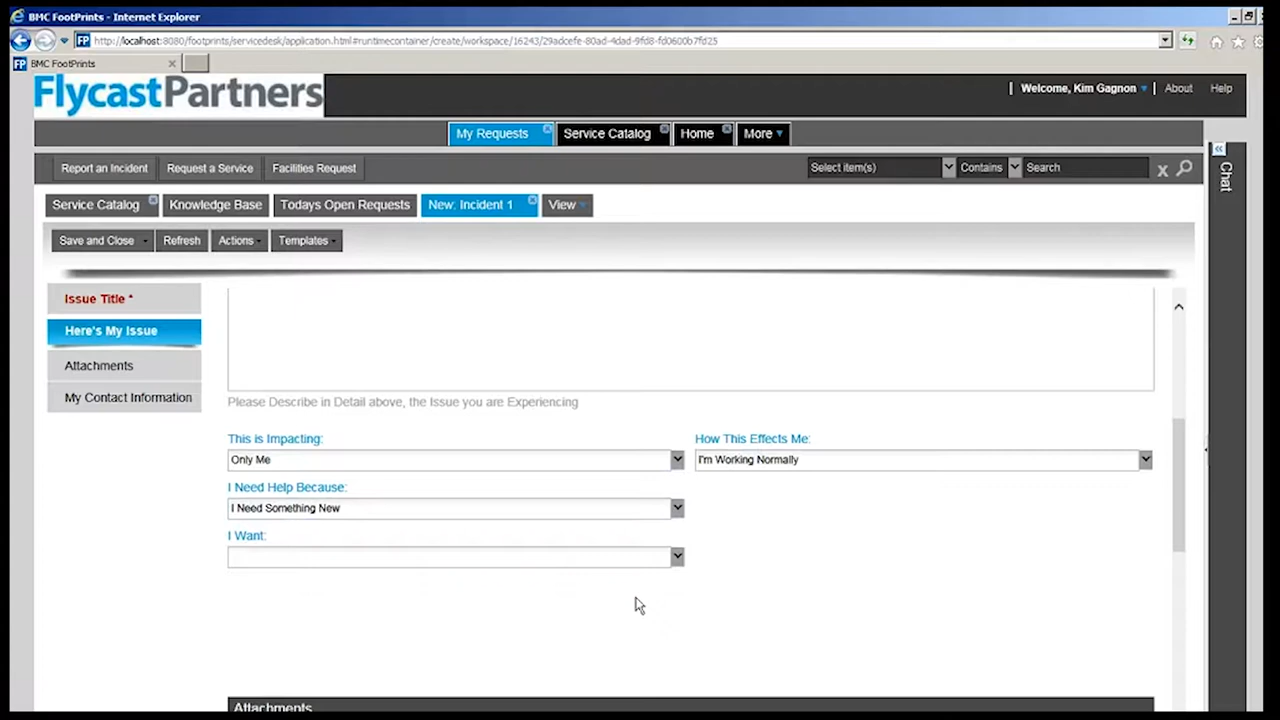 BMC FootPrints - Internet Explorer
FP http://localhost:8080/footprints/servicedesk/application.html#runtimecontainer/create/workspace/16243/29adcefe-80ad-4dad-9fd8-fd0600b7fd25
FP BMC FootPrints
FlycastPartners
Welcome, Kim Gagnon About Help
My Requests Service Catalog Home More
Report an Incident Request a Service Facilities Request Select item(s) Contains Search X
Chat
Service Catalog Knowledge Base Todays Open Requests New: Incident 1 View
Save and Close Refresh Actions Templates
Issue Title *
Here's My Issue
Attachments
My Contact Information
Please Describe in Detail above, the Issue you are Experiencing
This is Impacting: How This Effects Me:
Only Me I'm Working Normally
I Need Help Because:
I Need Something New
I Want:
Attachments